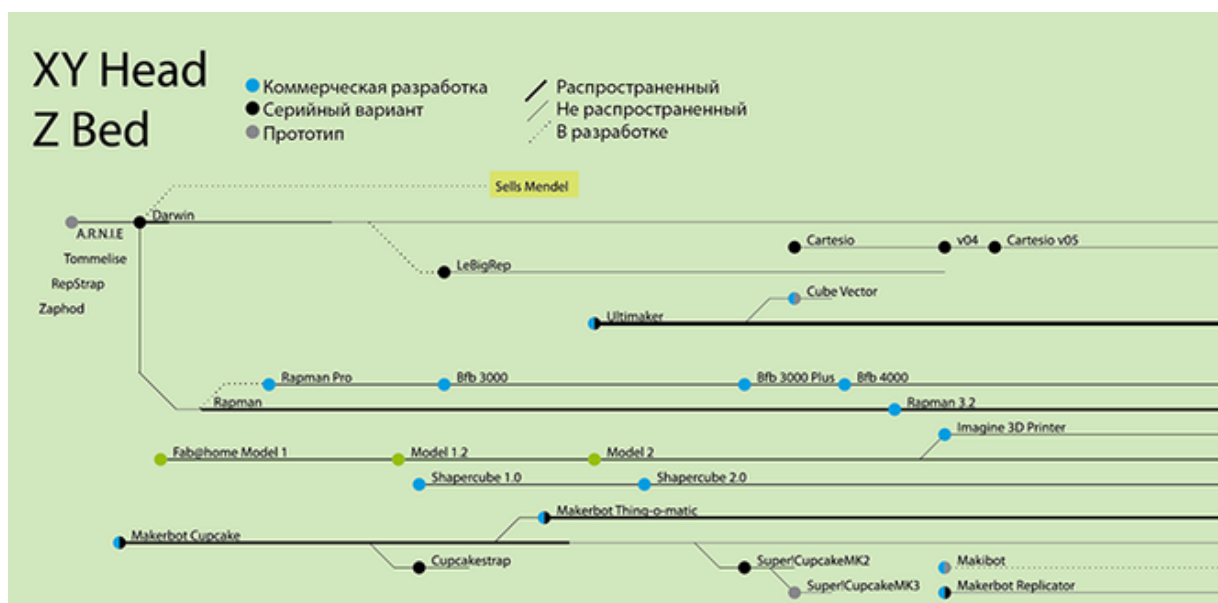 XY Head
Z Bed
Коммерческая разработка
Серийный вариант
Прототип
Распространенный
Не распространенный
В разработке
Sells Mendel
Darwin
A.R.N.I.E
Tommelise
RepStrap
Zaphod
Cartesio
v04
Cartesio v05
LeBigRep
Cube Vector
Ultimaker
Rapman Pro
Bfb 3000
Bfb 3000 Plus
Bfb 4000
Rapman
Rapman 3.2
Imagine 3D Printer
Fab@home Model 1
Model 1.2
Model 2
Shapercube 1.0
Shapercube 2.0
Makerbot Thing-o-matic
Makerbot Cupcake
Cupcakestrap
Super!CupcakeMK2
Makibot
Super!CupcakeMK3
Makerbot Replicator